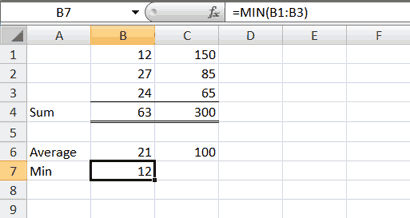 B7 fx =MIN(B1:B3)
A B C D E F
1 12 150
2 27 85
3 24 65
4 Sum 63 300
5
6 Average 21 100
7 Min 12
8
9